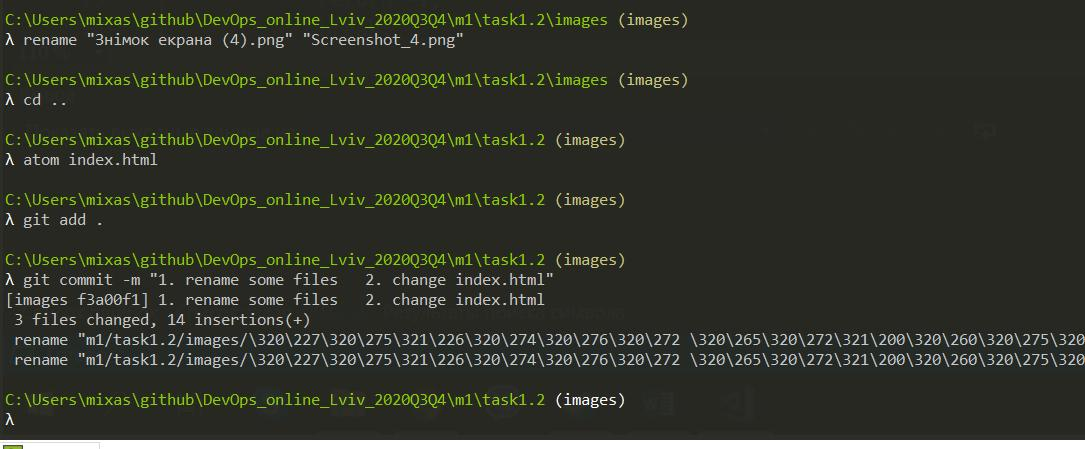 C:\Users\mixas\github\DevOps_online_Lviv_2020Q3Q4\m1\task1.2\images (images)
λ rename "Знімок екрана (4).png" "Screenshot_4.png"
C:\Users\mixas\github\DevOps_online_Lviv_2020Q3Q4\m1\task1.2\images (images)
λ cd ..
C:\Users\mixas\github\DevOps_online_Lviv_2020Q3Q4\m1\task1.2 (images)
λ atom index.html
C:\Users\mixas\github\DevOps_online_Lviv_2020Q3Q4\m1\task1.2 (images)
λ git add .
C:\Users\mixas\github\DevOps_online_Lviv_2020Q3Q4\m1\task1.2 (images)
λ git commit -m "1. rename some files   2. change index.html"
[images f3a00f1] 1. rename some files   2. change index.html
3 files changed, 14 insertions(+)
rename "m1/task1.2/images/\320\227\320\275\321\226\320\274\320\276\320\272 \320\265\320\272\321\200\320\260\320\275\320
rename "m1/task1.2/images/\320\227\320\275\321\226\320\274\320\276\320\272 \320\265\320\272\321\200\320\260\320\275\320
C:\Users\mixas\github\DevOps_online_Lviv_2020Q3Q4\m1\task1.2 (images)
λ